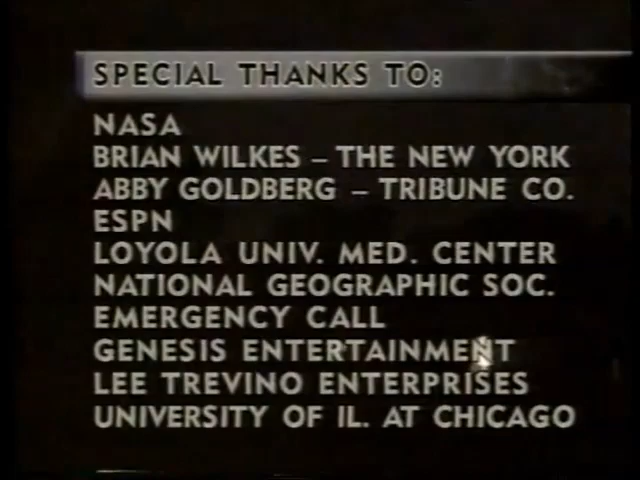 SPECIAL THANKS TO:
NASA
BRIAN WILKES – THE NEW YORK
ABBY GOLDBERG – TRIBUNE CO.
ESPN
LOYOLA UNIV. MED. CENTER
NATIONAL GEOGRAPHIC SOC.
EMERGENCY CALL
GENESIS ENTERTAINMENT
LEE TREVINO ENTERPRISES
UNIVERSITY OF IL. AT CHICAGO